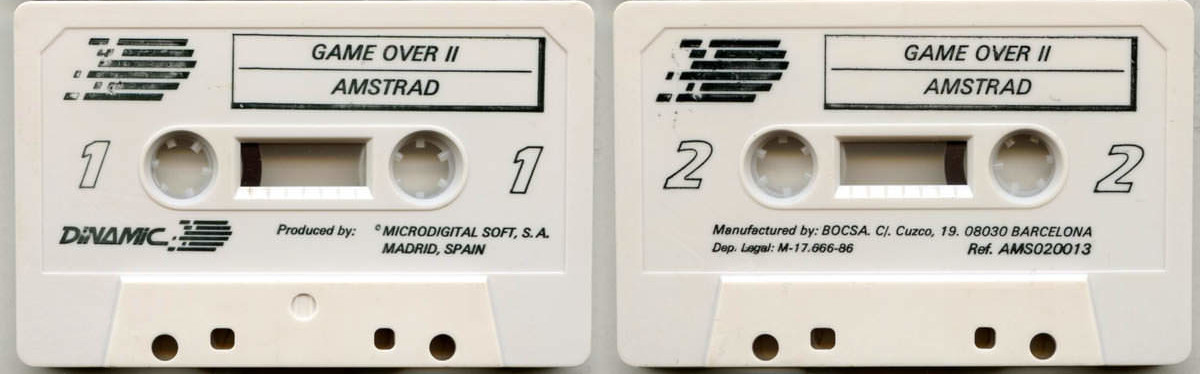 GAME OVER II
AMSTRAD
1
1
DINAMIC
Produced by: © MICRODIGITAL SOFT, S. A.
MADRID, SPAIN
GAME OVER II
AMSTRAD
2
2
Manufactured by: BOCSA. C/. Cuzco, 19. 08030 BARCELONA
Dep. Legal: M-17.666-86 Ref. AMS020013